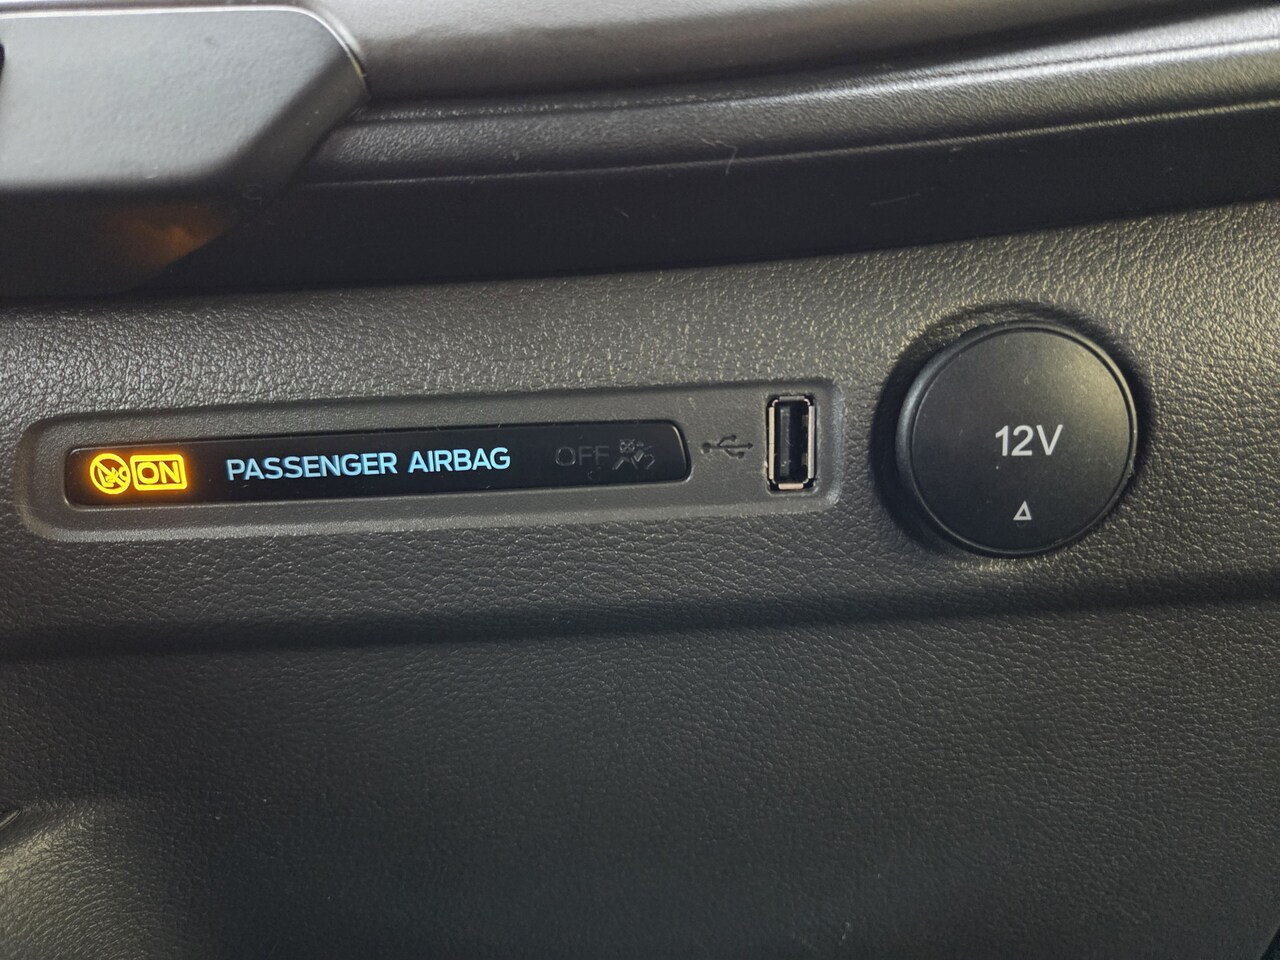 ON PASSENGER AIRBAG OFF
12V